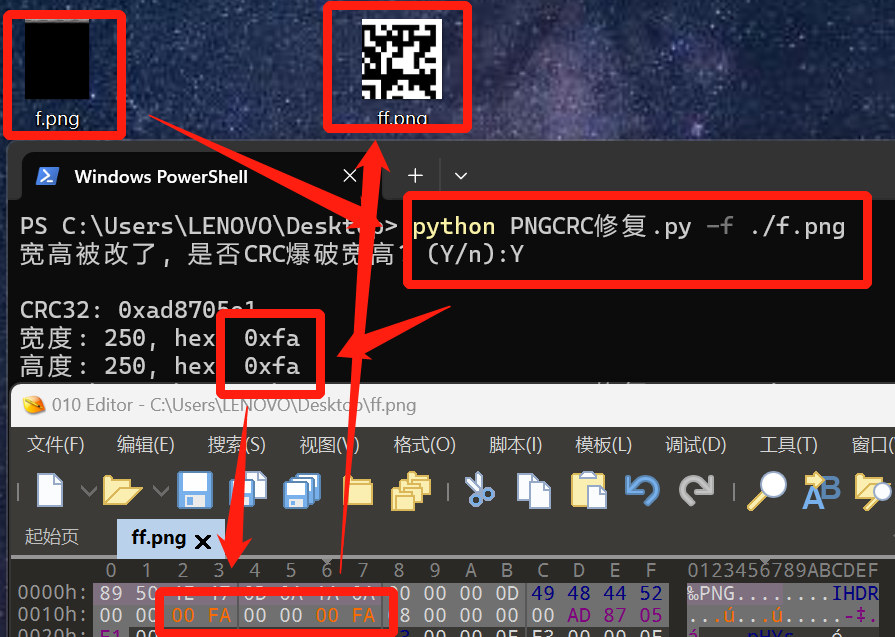 f.png
ff.png
Windows PowerShell
PS C:\Users\LENOVO\Desktop> python PNGCRC修复.py -f ./f.png
宽高被改了，是否CRC爆破宽高? (Y/n):Y
CRC32: 0xad8705e1
宽度: 250, hex 0xfa
高度: 250, hex 0xfa
010 Editor - C:\Users\LENOVO\Desktop\ff.png
文件(F) 编辑(E) 搜索(S) 视图(V) 格式(O) 脚本(I) 模板(L) 调试(D) 工具(T) 窗口(
起始页 ff.png
0 1 2 3 4 5 6 7 8 9 A B C D E F 0123456789ABCDEF
0000h: 89 50 0D 0A 1A 0A 00 00 00 0D 49 48 44 52 ‰PNG........IHDR
0010h: 00 00 00 FA 00 00 00 FA 08 00 00 00 00 AD 87 05 ...ú...ú.....­‡.